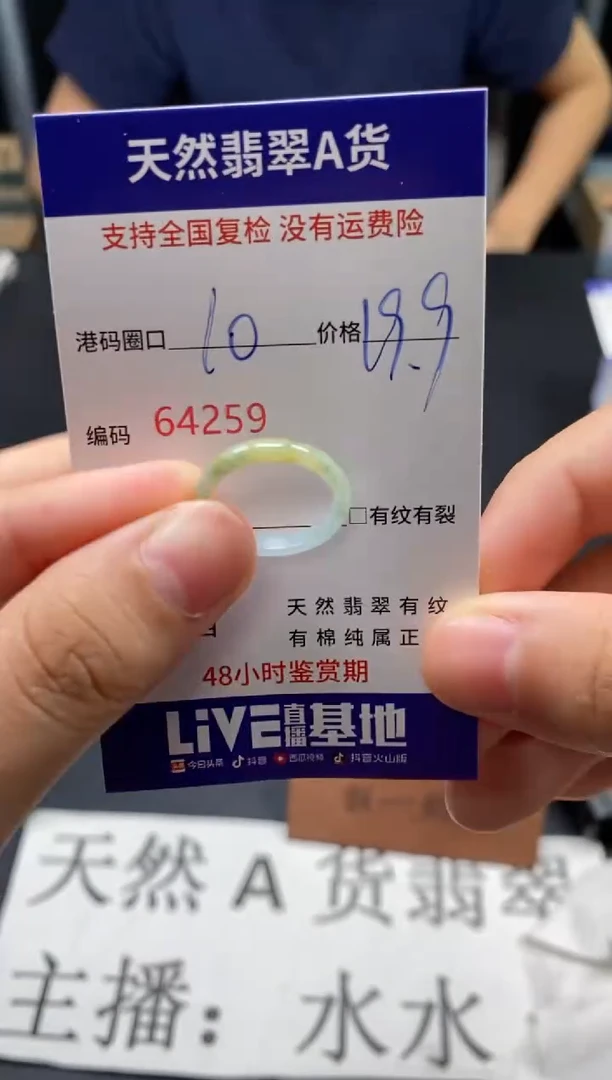 天然翡翠A货
支持全国复检 没有运费险
港码圈口 10 价格 19.9
编码 64259
□有纹有裂
天然翡翠有纹
有棉纯属正
48小时鉴赏期
LiVE直播基地
今日头条 抖音 西瓜视频 抖音火山版
天然A货翡翠
主播：水水